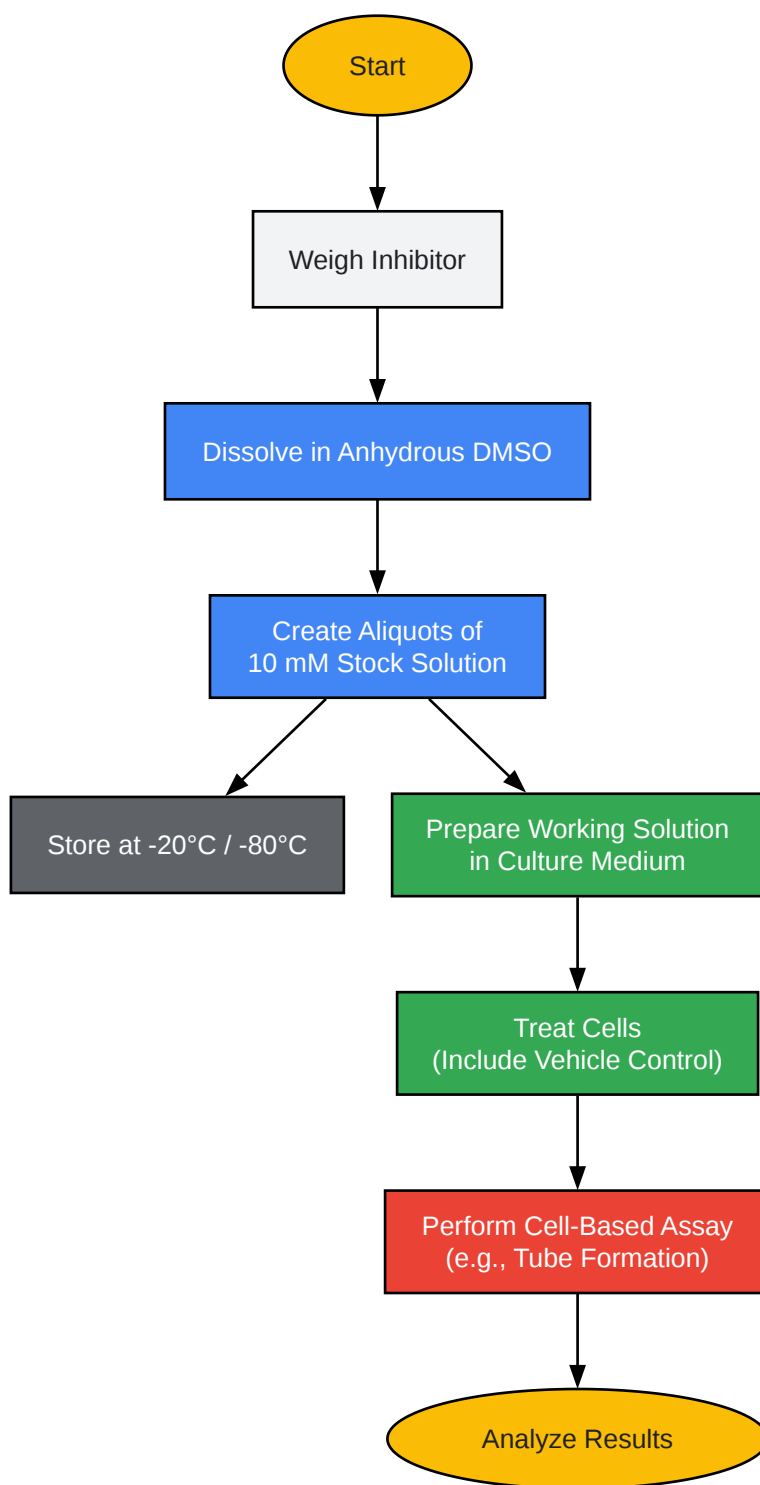 Start
Weigh Inhibitor
Dissolve in Anhydrous DMSO
Create Aliquots of
10 mM Stock Solution
Store at -20°C / -80°C
Prepare Working Solution
in Culture Medium
Treat Cells
(Include Vehicle Control)
Perform Cell-Based Assay
(e.g., Tube Formation)
Analyze Results